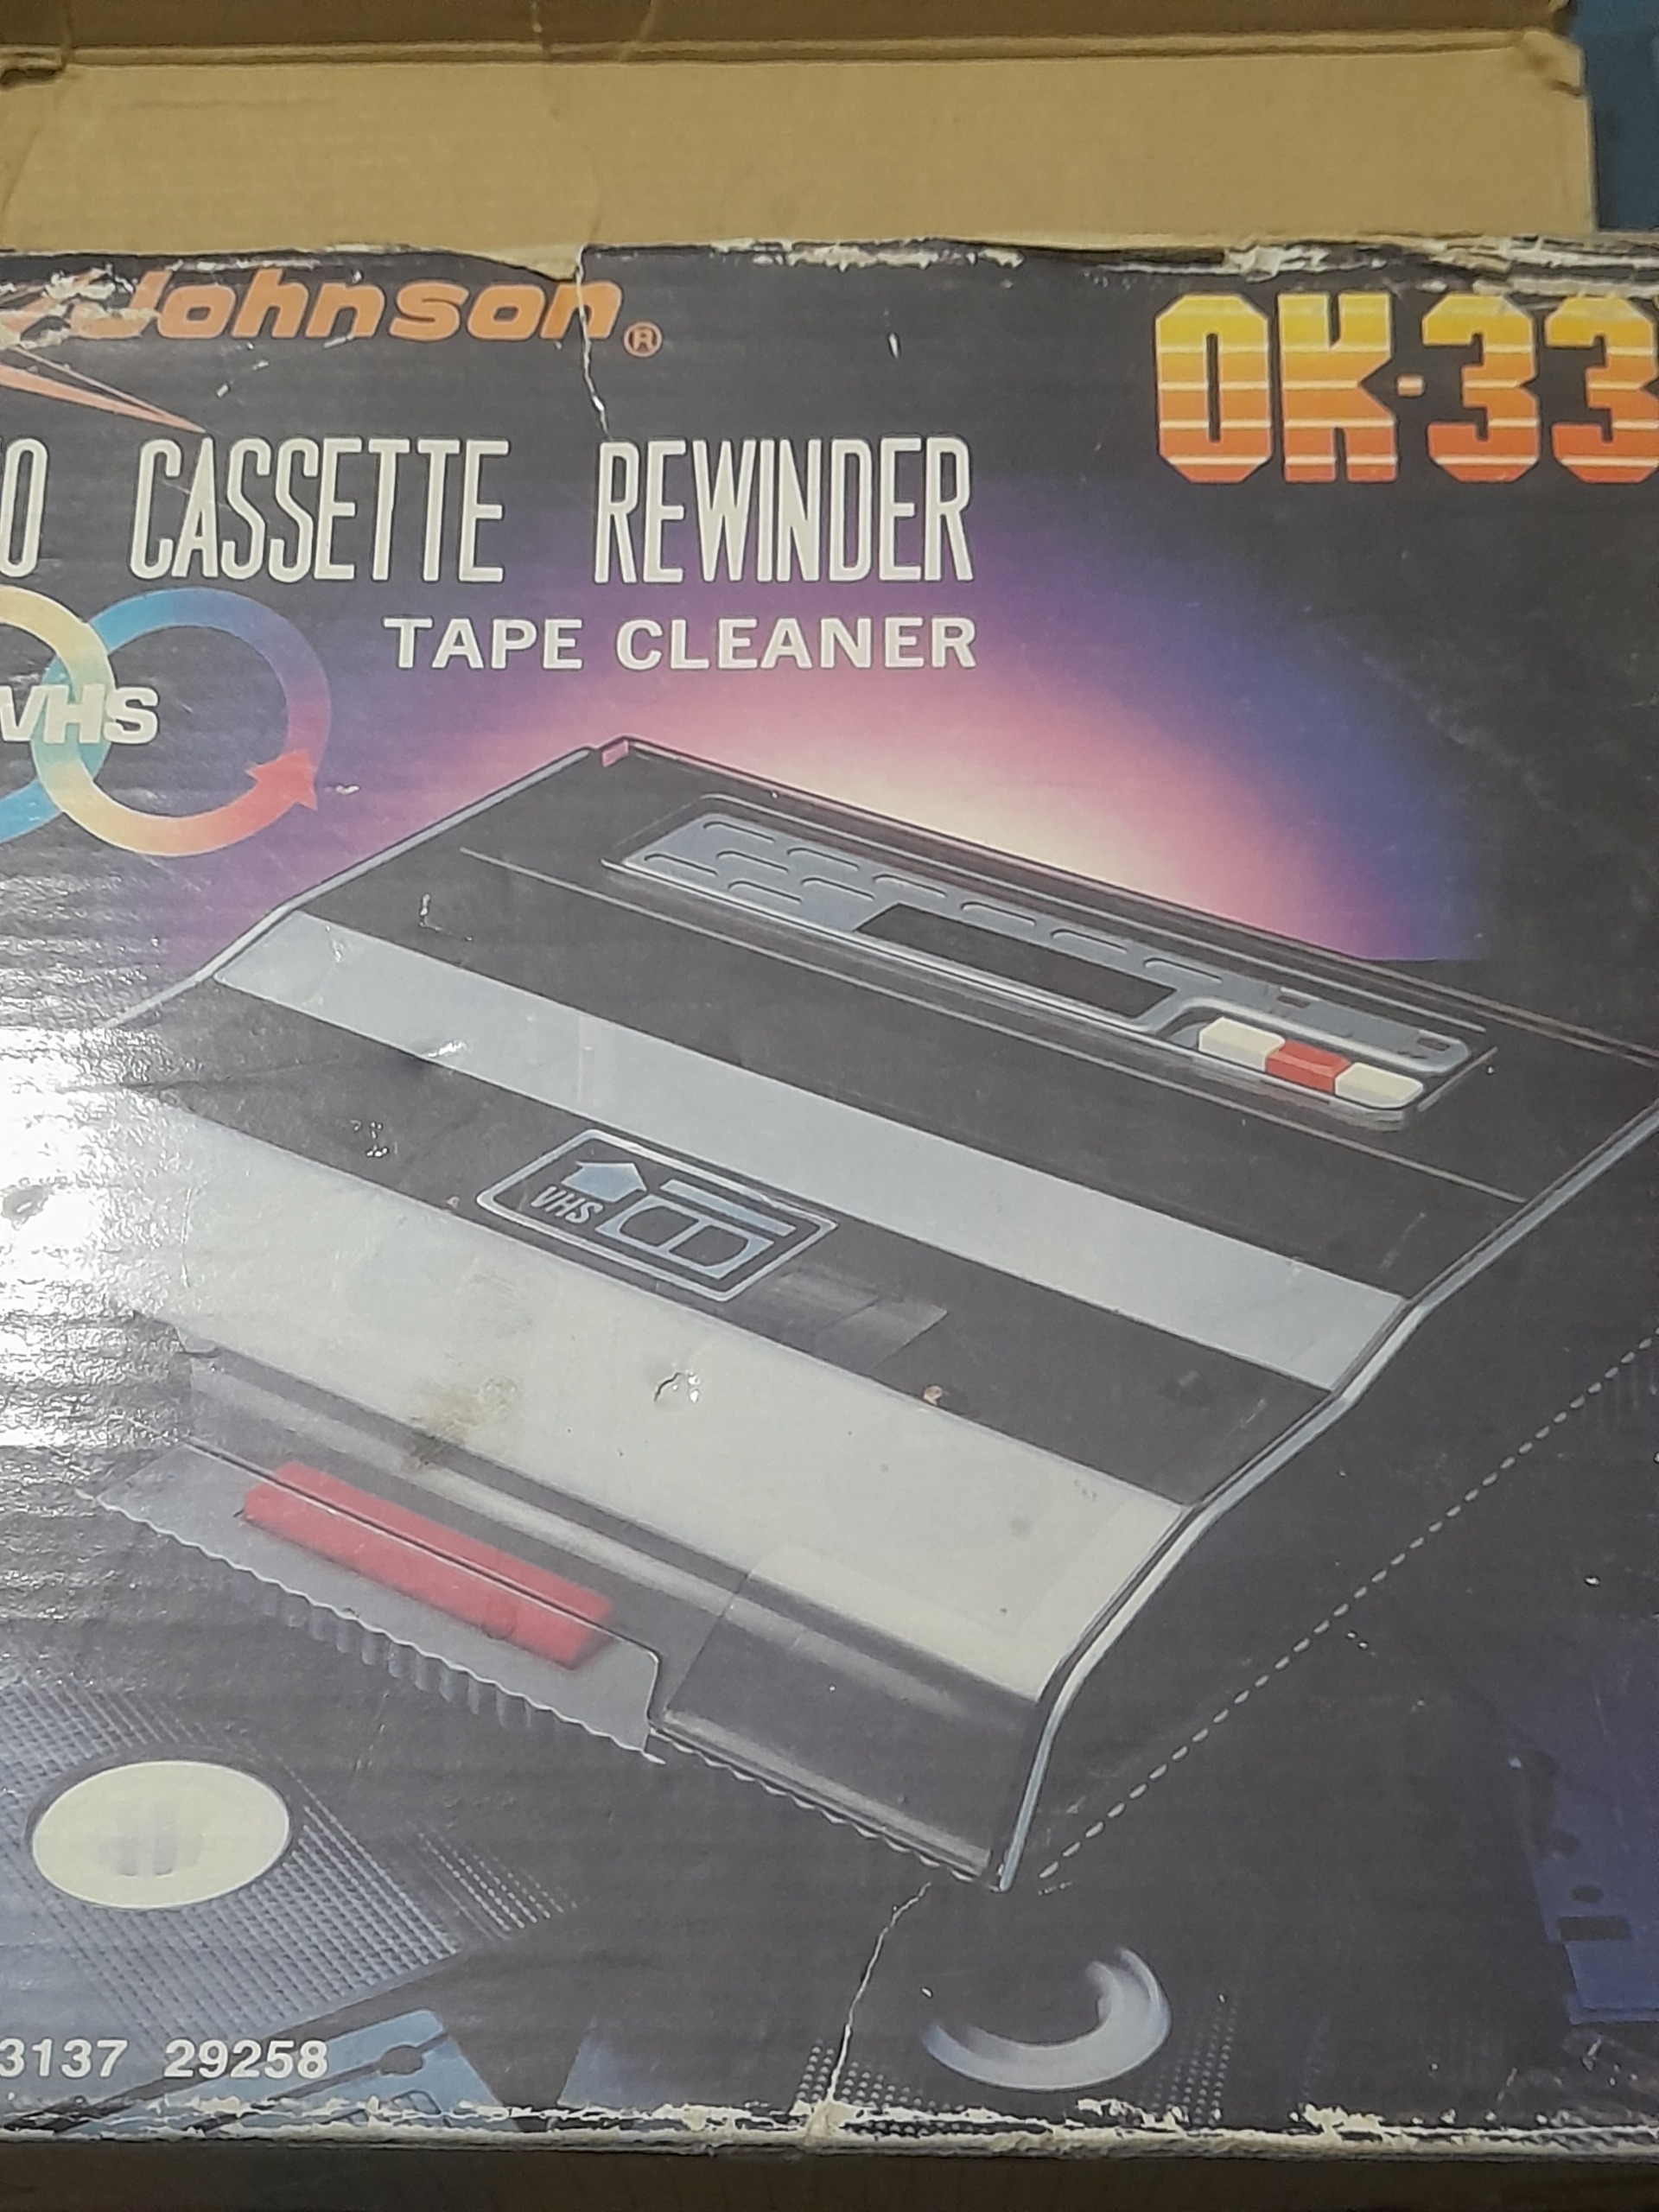 Johnson®
OK-33
CASSETTE REWINDER
TAPE CLEANER
VHS
VHS
3137 29258